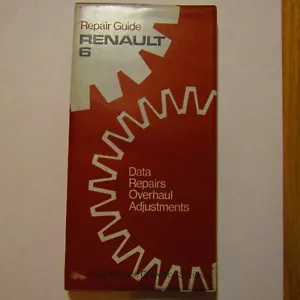 Repair Guide
RENAULT
6
Data
Repairs
Overhaul
Adjustments